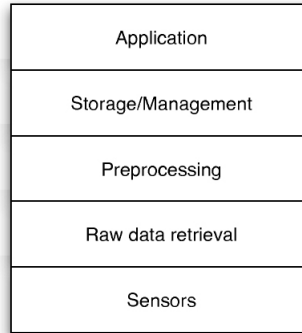 Application
Storage/Management
Preprocessing
Raw data retrieval
Sensors